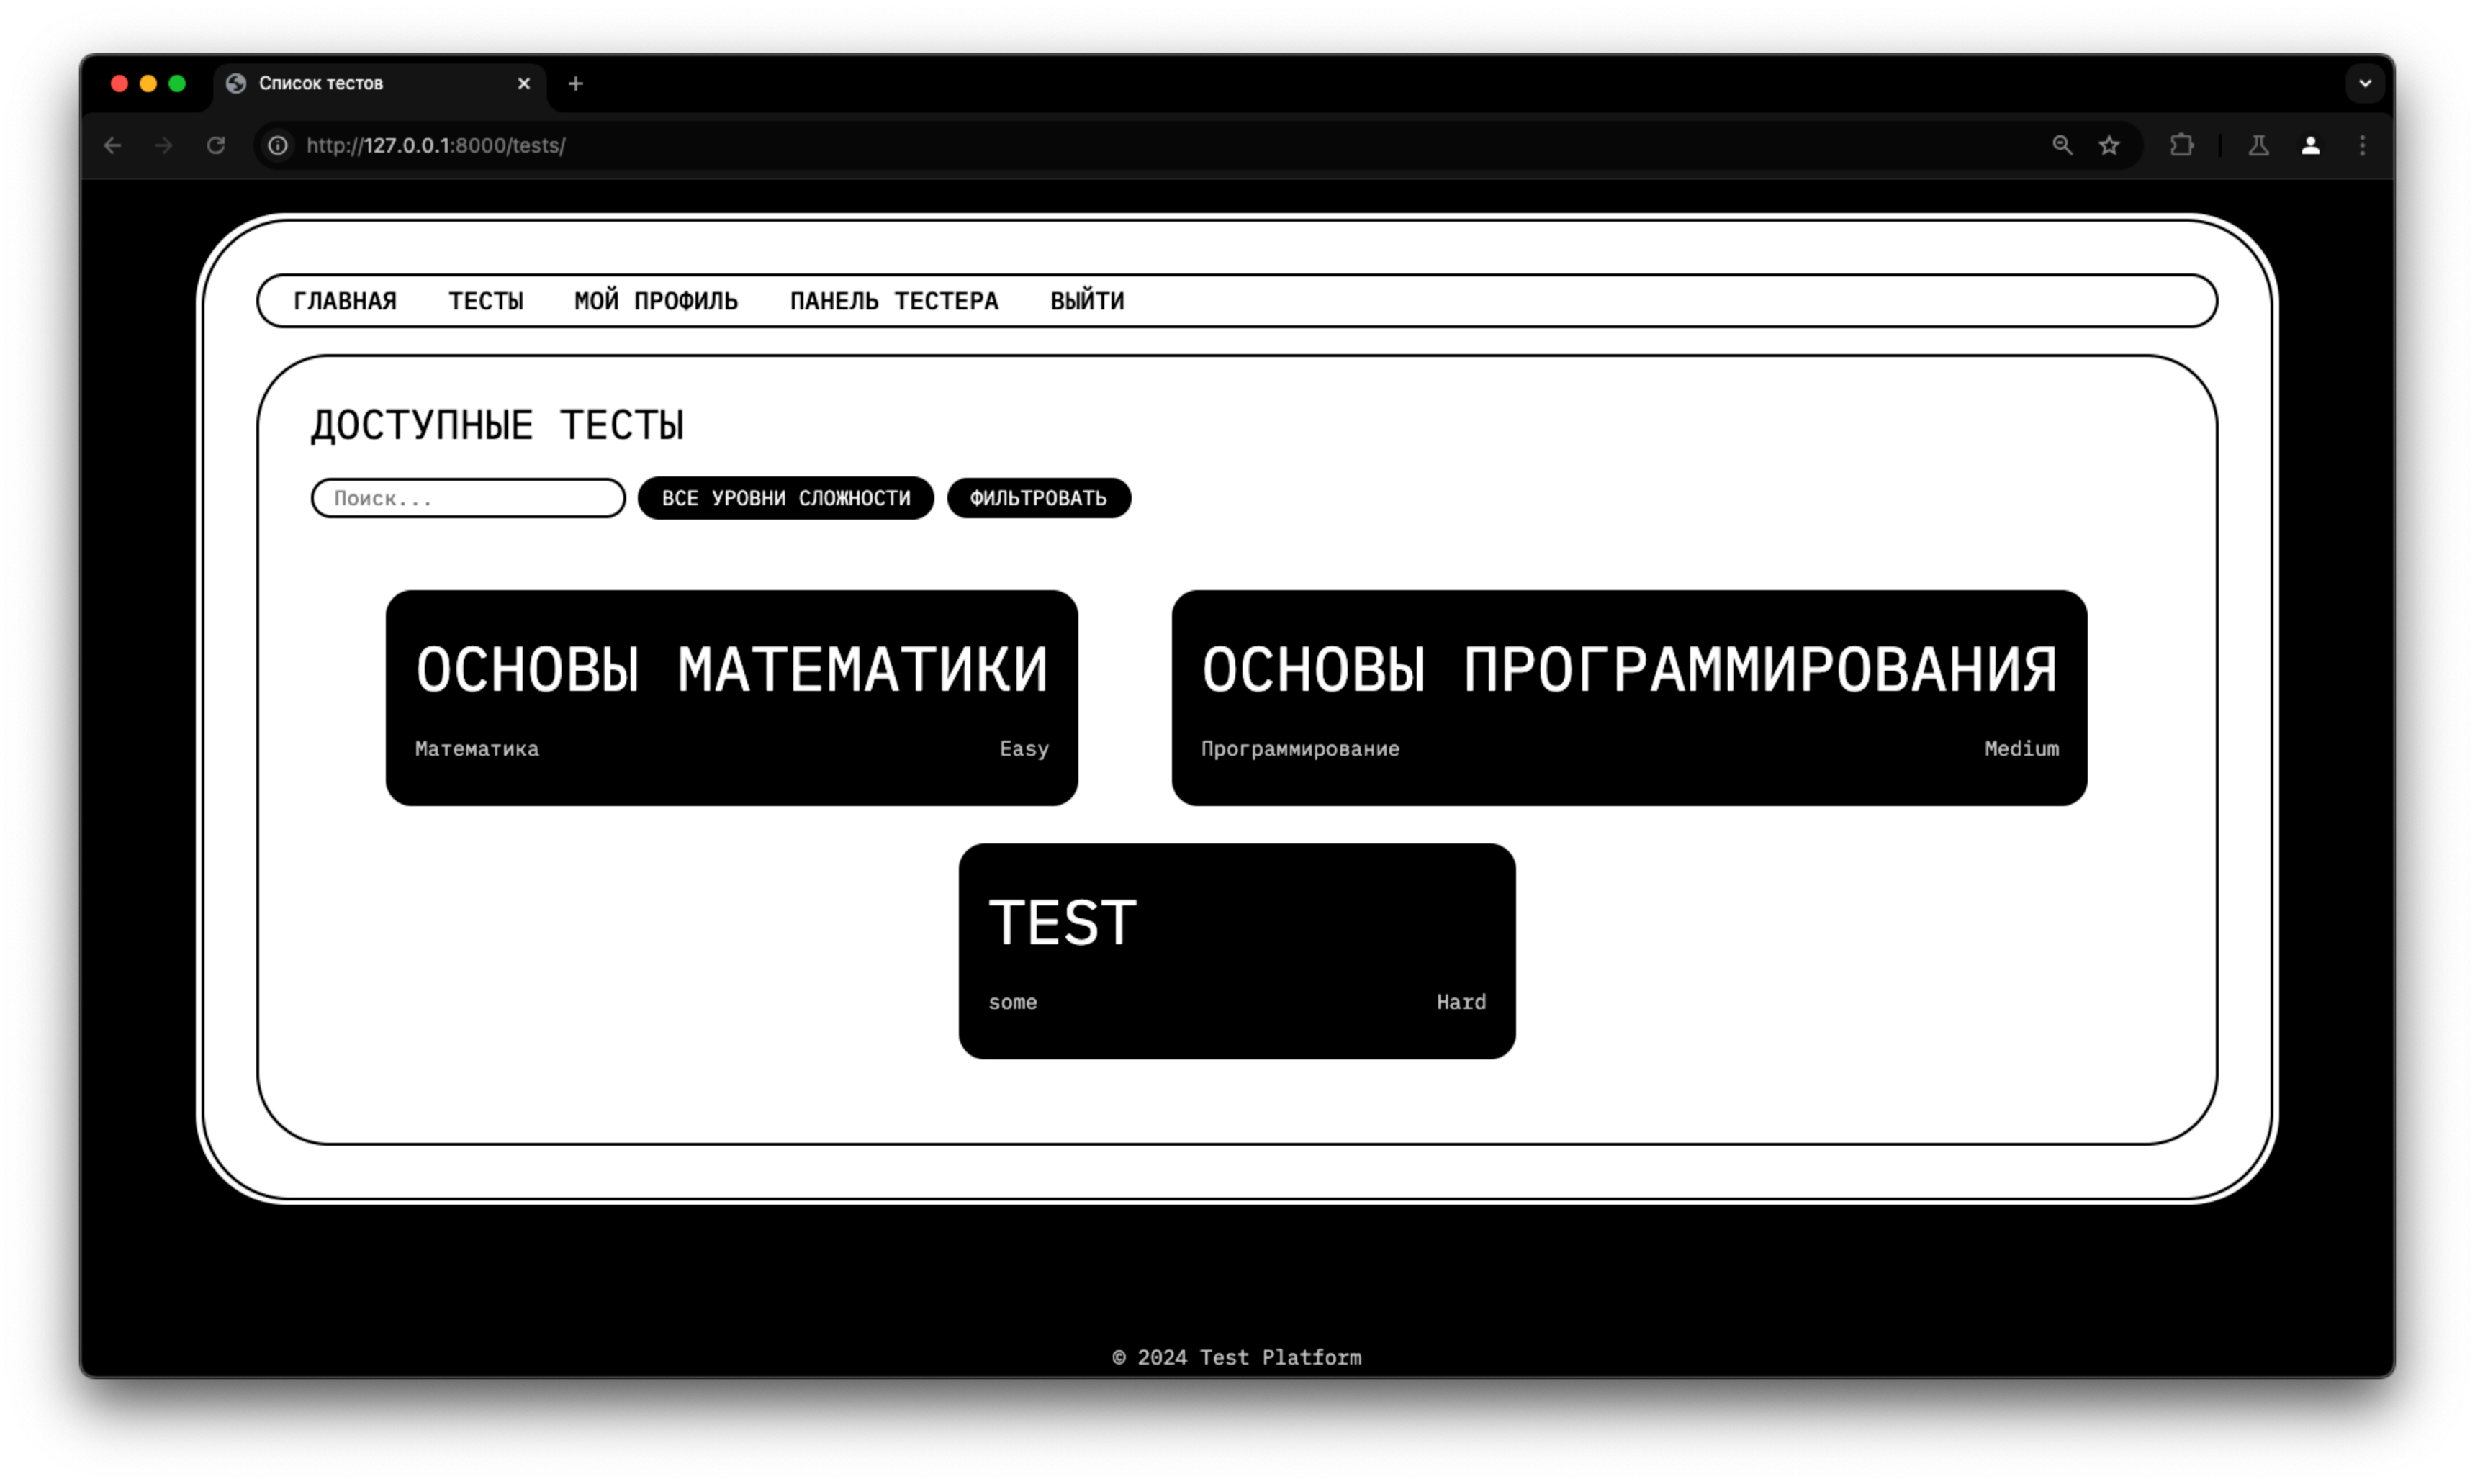 Список тестов
http://127.0.0.1:8000/tests/
ГЛАВНАЯ ТЕСТЫ МОЙ ПРОФИЛЬ ПАНЕЛЬ ТЕСТЕРА ВЫЙТИ
ДОСТУПНЫЕ ТЕСТЫ
Поиск... ВСЕ УРОВНИ СЛОЖНОСТИ ФИЛЬТРОВАТЬ
ОСНОВЫ МАТЕМАТИКИ
Математика Easy
ОСНОВЫ ПРОГРАММИРОВАНИЯ
Программирование Medium
TEST
some Hard
© 2024 Test Platform